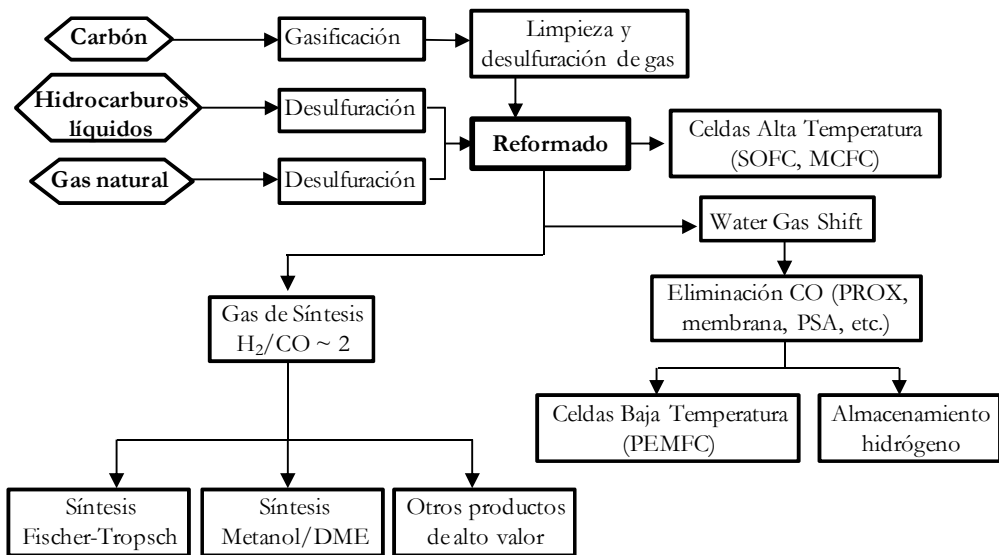 Carbón
Gasificación
Limpieza y
desulfuración de gas
Hidrocarburos
líquidos
Desulfuración
Gas natural
Desulfuración
Reformado
Celdas Alta Temperatura
(SOFC, MCFC)
Water Gas Shift
Eliminación CO (PROX,
membrana, PSA, etc.)
Gas de Síntesis
H₂/CO ~ 2
Celdas Baja Temperatura
(PEMFC)
Almacenamiento
hidrógeno
Síntesis
Fischer-Tropsch
Síntesis
Metanol/DME
Otros productos
de alto valor